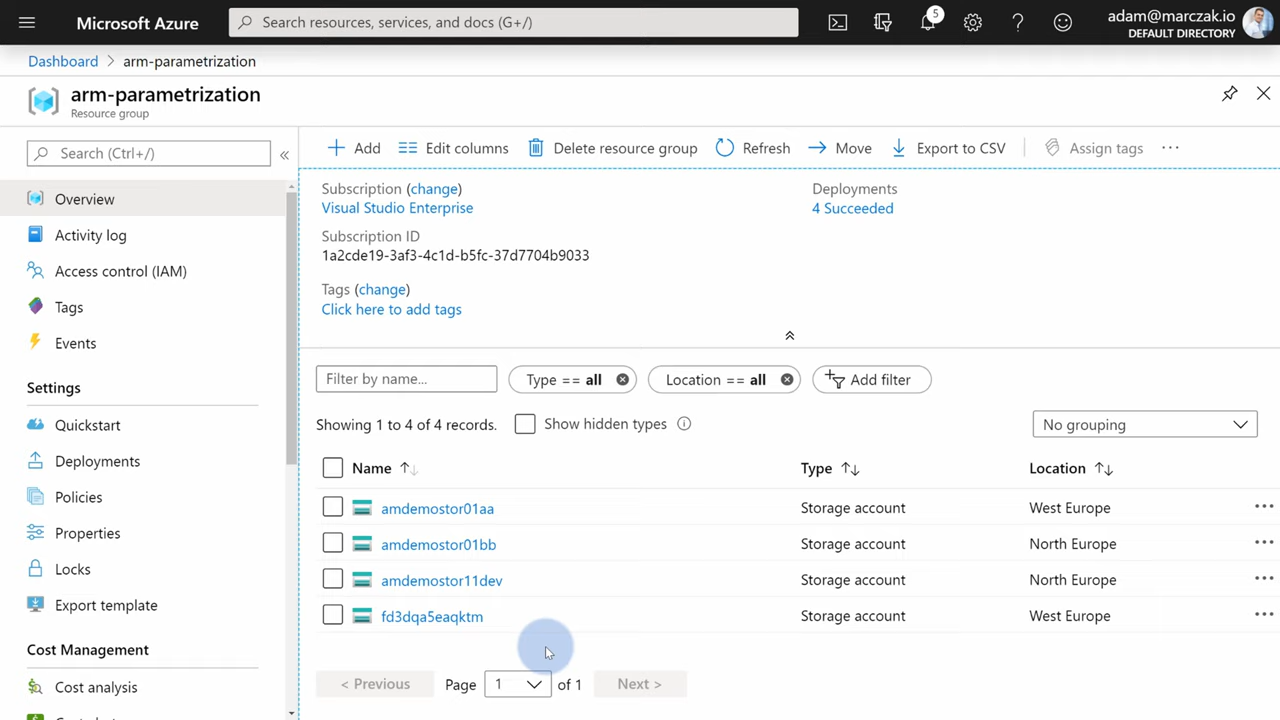 Microsoft Azure
Search resources, services, and docs (G+/)
5
adam@marczak.io
DEFAULT DIRECTORY
Dashboard > arm-parametrization
arm-parametrization
Resource group
Search (Ctrl+/)
«
Add
Edit columns
Delete resource group
Refresh
Move
Export to CSV
Assign tags
Overview
Activity log
Access control (IAM)
Tags
Events
Settings
Quickstart
Deployments
Policies
Properties
Locks
Export template
Cost Management
Cost analysis
Subscription (change)
Visual Studio Enterprise
Subscription ID
1a2cde19-3af3-4c1d-b5fc-37d7704b9033
Tags (change)
Click here to add tags
Deployments
4 Succeeded
Filter by name...
Type == all
Location == all
Add filter
Showing 1 to 4 of 4 records.
Show hidden types
No grouping
Name Type Location
amdemostor01aa Storage account West Europe
amdemostor01bb Storage account North Europe
amdemostor11dev Storage account North Europe
fd3dqa5eaqktm Storage account West Europe
< Previous Page 1 of 1 Next >